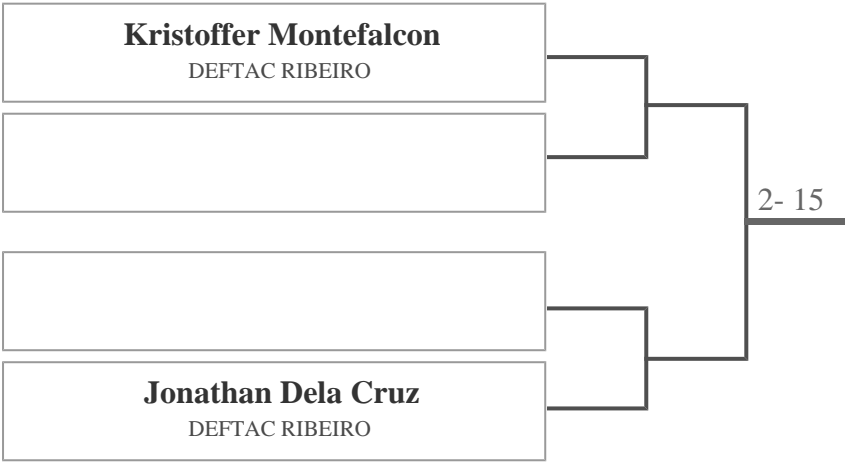 Kristoffer Montefalcon
DEFTAC RIBEIRO
2- 15
Jonathan Dela Cruz
DEFTAC RIBEIRO